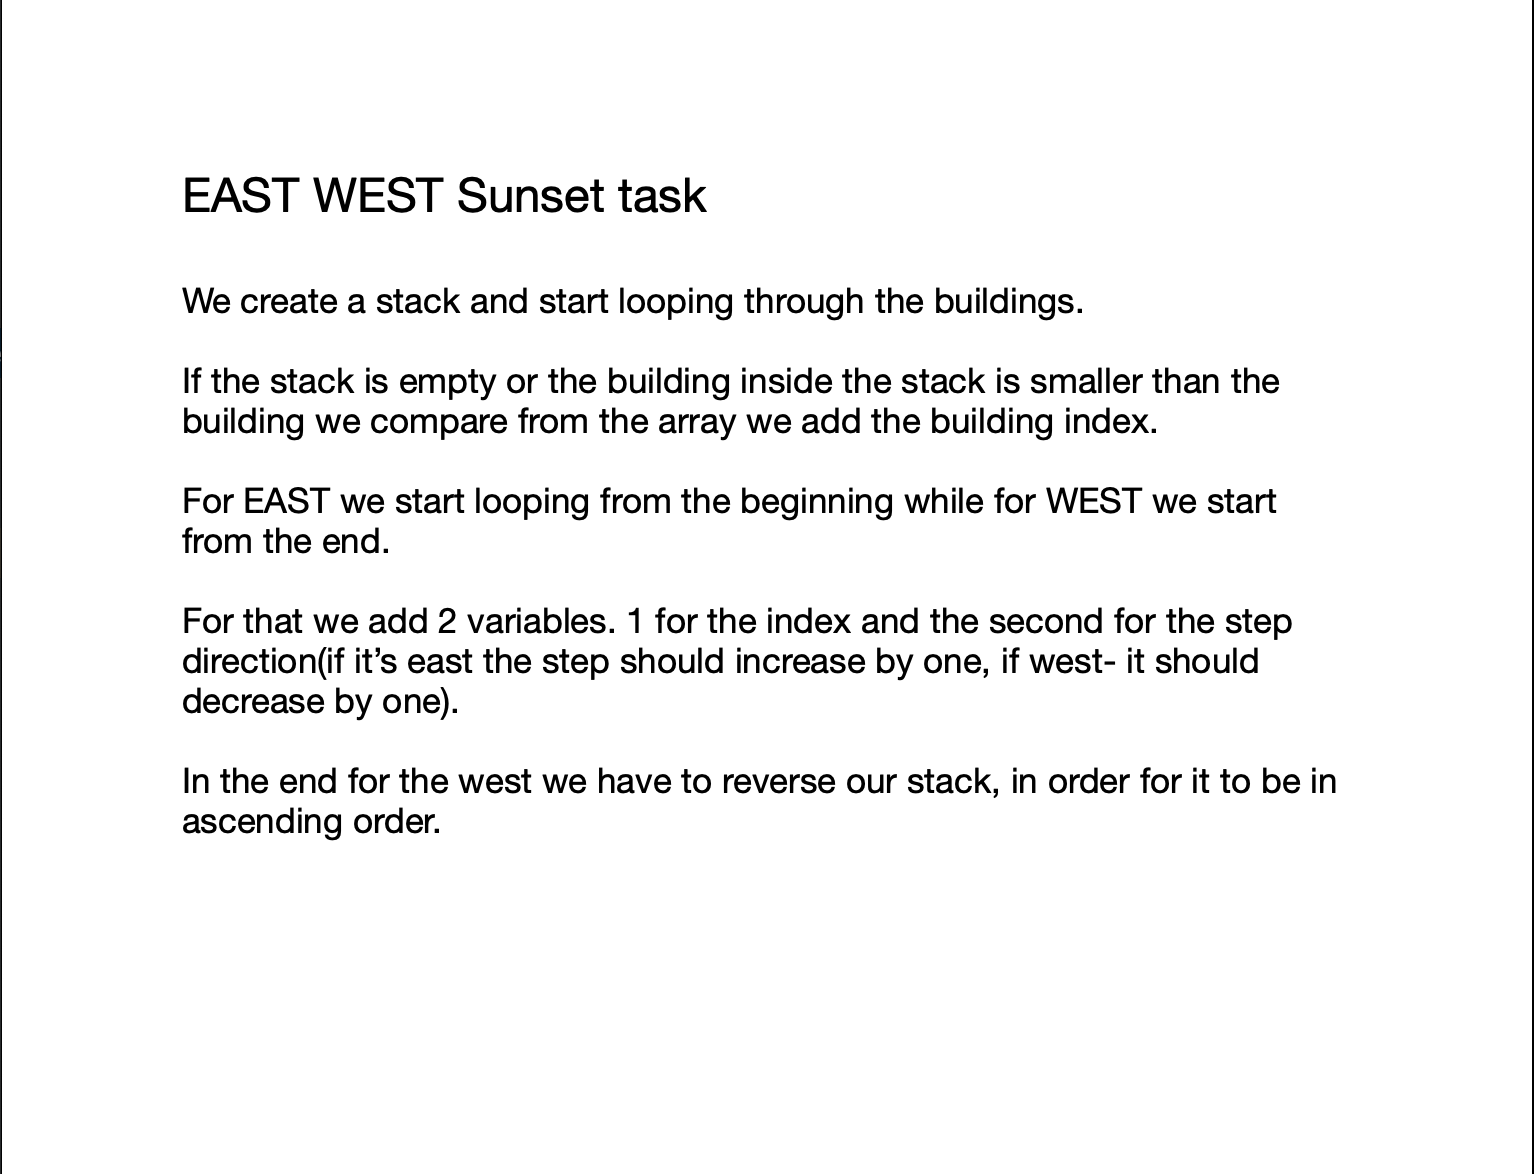 EAST WEST Sunset task
We create a stack and start looping through the buildings.
If the stack is empty or the building inside the stack is smaller than the
building we compare from the array we add the building index.
For EAST we start looping from the beginning while for WEST we start
from the end.
For that we add 2 variables. 1 for the index and the second for the step
direction(if it’s east the step should increase by one, if west- it should
decrease by one).
In the end for the west we have to reverse our stack, in order for it to be in
ascending order.